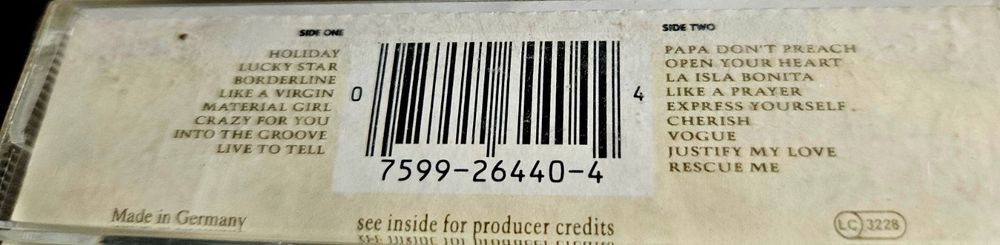 SIDE ONE
HOLIDAY
LUCKY STAR
BORDERLINE
LIKE A VIRGIN
MATERIAL GIRL
CRAZY FOR YOU
INTO THE GROOVE
LIVE TO TELL
0
4
7599-26440-4
SIDE TWO
PAPA DON'T PREACH
OPEN YOUR HEART
LA ISLA BONITA
LIKE A PRAYER
EXPRESS YOURSELF
CHERISH
VOGUE
JUSTIFY MY LOVE
RESCUE ME
Made in Germany
see inside for producer credits
LC 3228